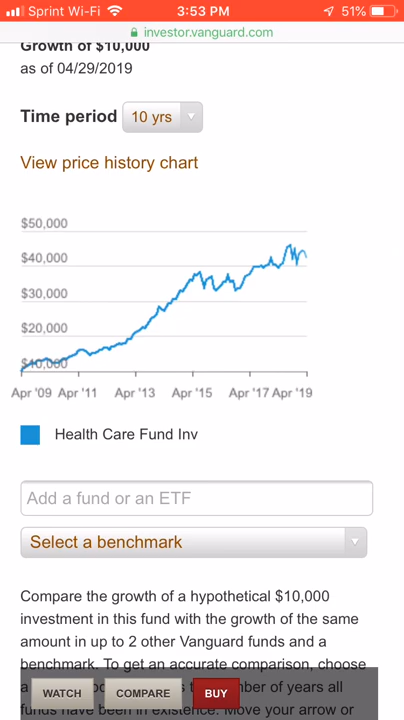 Sprint Wi-Fi 3:53 PM 51%
investor.vanguard.com
Growth of $10,000
as of 04/29/2019
Time period 10 yrs
View price history chart
$50,000
$40,000
$30,000
$20,000
$10,000
Apr '09 Apr '11 Apr '13 Apr '15 Apr '17 Apr '19
Health Care Fund Inv
Add a fund or an ETF
Select a benchmark
Compare the growth of a hypothetical $10,000
investment in this fund with the growth of the same
amount in up to 2 other Vanguard funds and a
benchmark. To get an accurate comparison, choose
a number of years all
WATCH COMPARE BUY
funds have been in existence. Move your arrow or